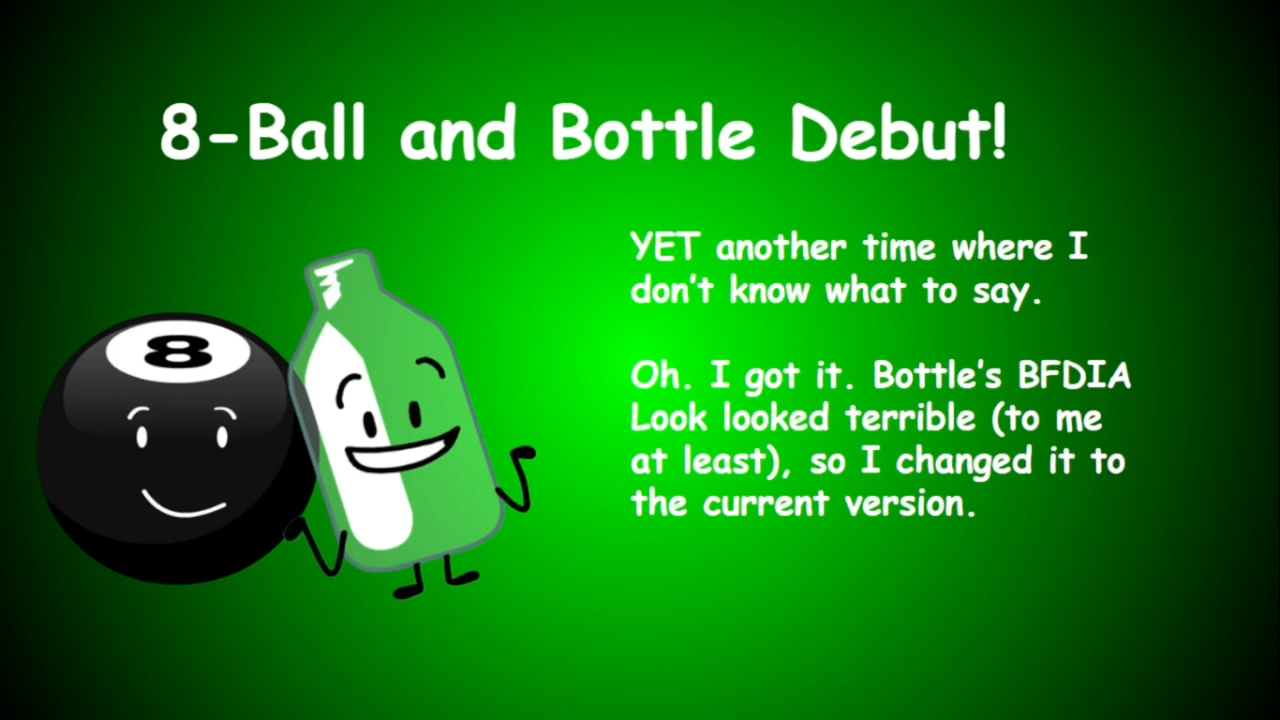 8-Ball and Bottle Debut!
8
YET another time where I
don't know what to say.
Oh. I got it. Bottle's BFDIA
Look looked terrible (to me
at least), so I changed it to
the current version.